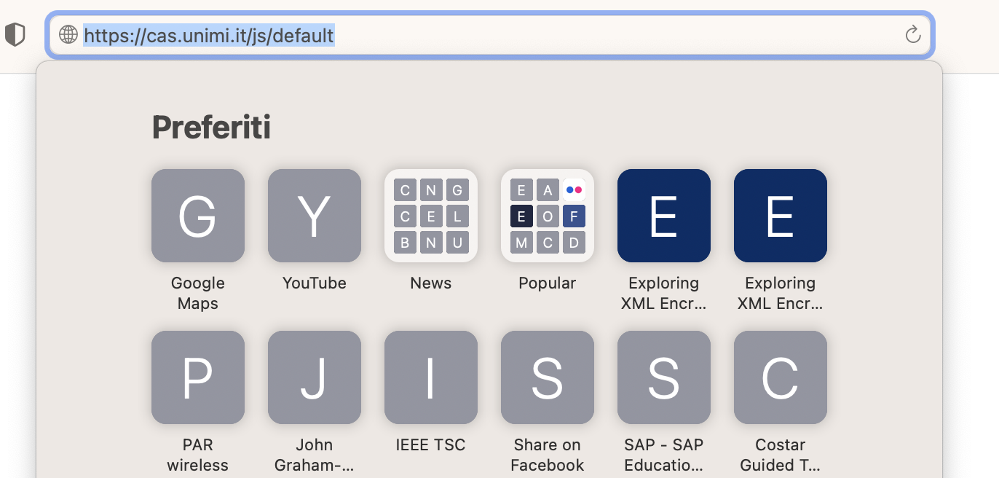 https://cas.unimi.it/js/default
Preferiti
G Y C N G E A E E
C E L E O F
B N U M C D
Google YouTube News Popular Exploring Exploring
Maps XML Encr... XML Encr...
P J I S S C
PAR John IEEE TSC Share on SAP - SAP Costar
wireless Graham-... Facebook Educatio... Guided T...